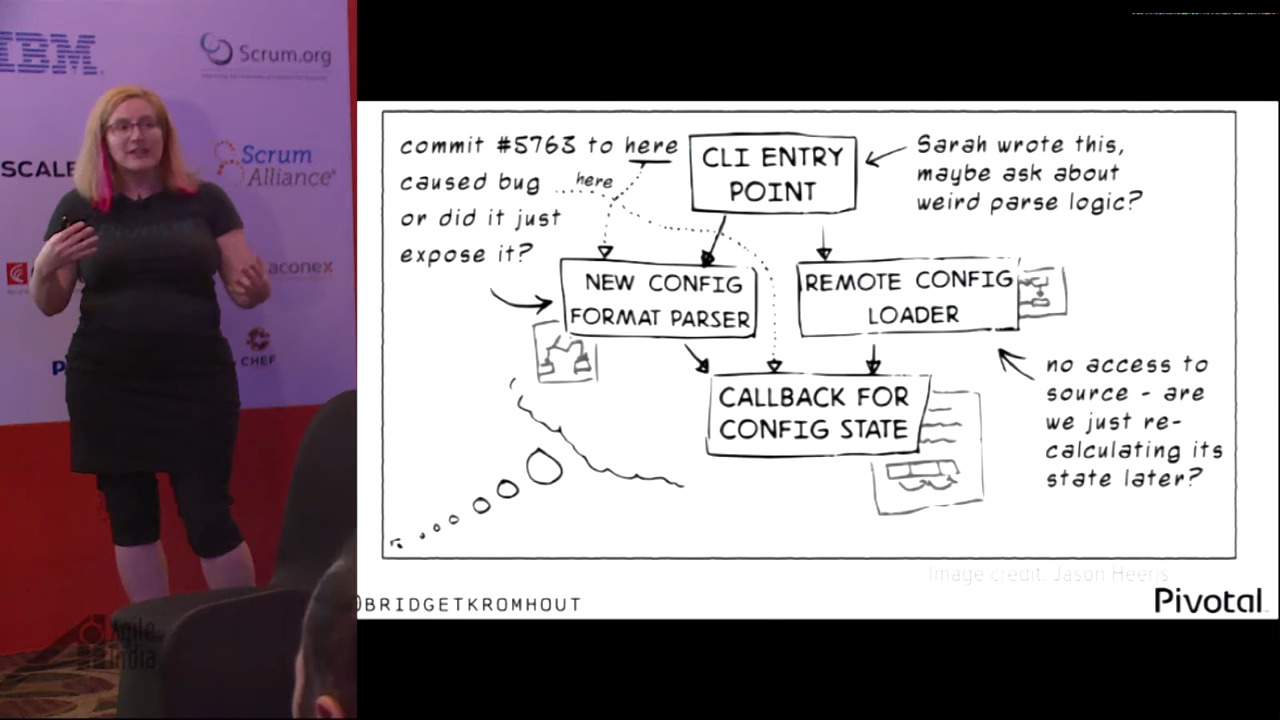 IBM
Scrum.org
SCALE
Scrum
Alliance
aconex
CHEF
Agile
India
commit #5763 to here
caused bug here
or did it just
expose it?
CLI ENTRY
POINT
Sarah wrote this,
maybe ask about
weird parse logic?
NEW CONFIG
FORMAT PARSER
REMOTE CONFIG
LOADER
CALLBACK FOR
CONFIG STATE
no access to
source - are
we just re-
calculating its
state later?
Image credit: Jason Heeris
@BRIDGETKROMHOUT
Pivotal